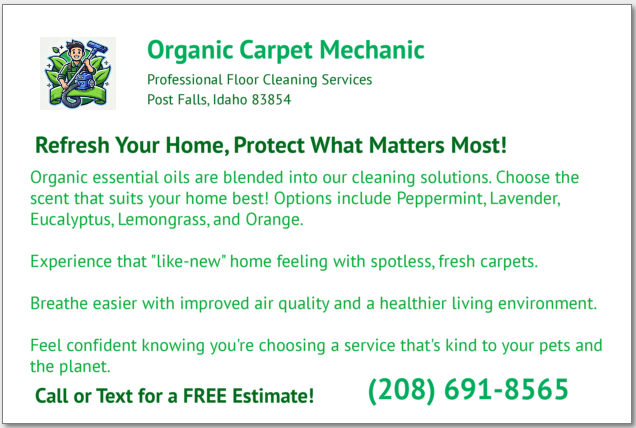 Organic Carpet Mechanic
Professional Floor Cleaning Services
Post Falls, Idaho 83854
Refresh Your Home, Protect What Matters Most!
Organic essential oils are blended into our cleaning solutions. Choose the
scent that suits your home best! Options include Peppermint, Lavender,
Eucalyptus, Lemongrass, and Orange.
Experience that "like-new" home feeling with spotless, fresh carpets.
Breathe easier with improved air quality and a healthier living environment.
Feel confident knowing you're choosing a service that's kind to your pets and
the planet.
Call or Text for a FREE Estimate!
(208) 691-8565